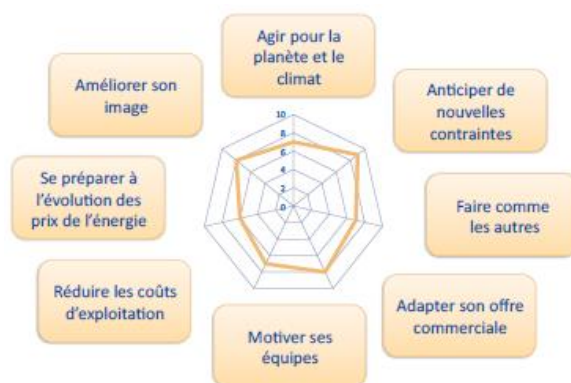 Agir pour la
planète et le
climat
Améliorer son
image
Anticiper de
nouvelles
contraintes
10
8
6
4
2
0
Se préparer à
l'évolution des
prix de l'énergie
Faire comme
les autres
Réduire les coûts
d'exploitation
Adapter son offre
commerciale
Motiver ses
équipes